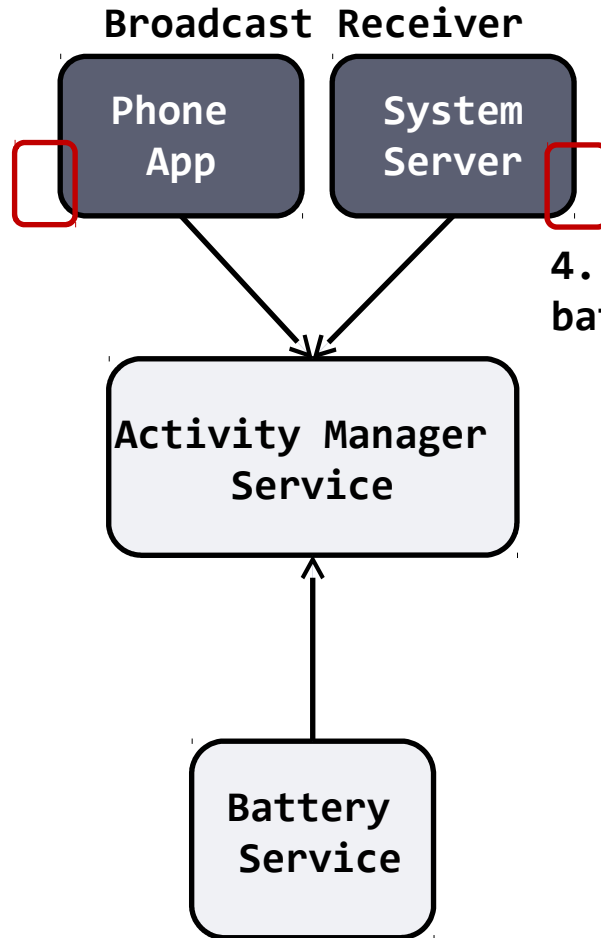 Broadcast Receiver
Phone
App
System
Server
4.
Activity Manager
Service
Battery
Service